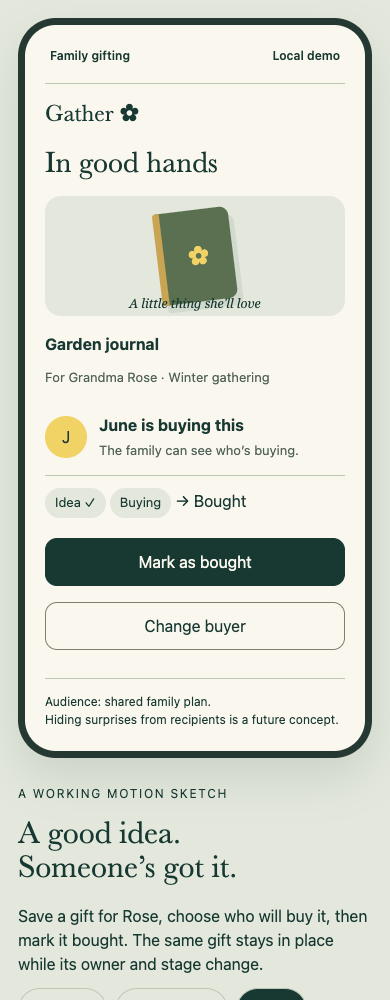 Family gifting
Local demo
Gather
In good hands
A little thing she'll love
Garden journal
For Grandma Rose · Winter gathering
J
June is buying this
The family can see who's buying.
Idea ✓ Buying → Bought
Mark as bought
Change buyer
Audience: shared family plan.
Hiding surprises from recipients is a future concept.
A WORKING MOTION SKETCH
A good idea.
Someone's got it.
Save a gift for Rose, choose who will buy it, then
mark it bought. The same gift stays in place
while its owner and stage change.